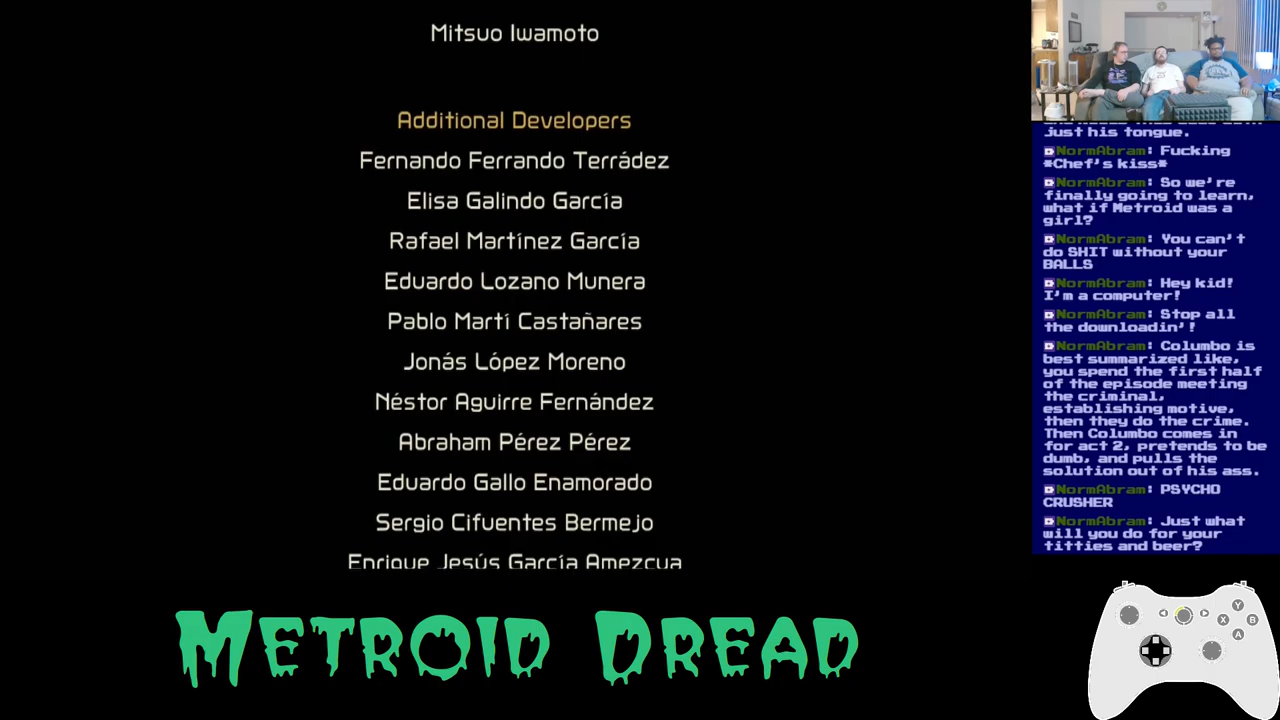 Mitsuo Iwamoto
Additional Developers
Fernando Ferrando Terrádez
Elisa Galindo García
Rafael Martínez García
Eduardo Lozano Munera
Pablo Martí Castañares
Jonás López Moreno
Néstor Aguirre Fernández
Abraham Pérez Pérez
Eduardo Gallo Enamorado
Sergio Cifuentes Bermejo
Enrique Jesús García Amezcua
METROID DREAD
just his tongue.
NormAbram: Fucking
*Chef's kiss*
NormAbram: So we're
finally going to learn,
what if Metroid was a
girl?
NormAbram: You can't
do SHIT without your
BALLS
NormAbram: Hey kid!
I'm a computer!
NormAbram: Stop all
the downloadin'!
NormAbram: Columbo is
best summarized like,
you spend the first half
of the episode meeting
the criminal,
establishing motive,
then they do the crime.
Then Columbo comes in
for act 2, pretends to be
dumb, and pulls the
solution out of his ass.
NormAbram: PSYCHO
CRUSHER
NormAbram: Just what
will you do for your
titties and beer?
Y
X B
A